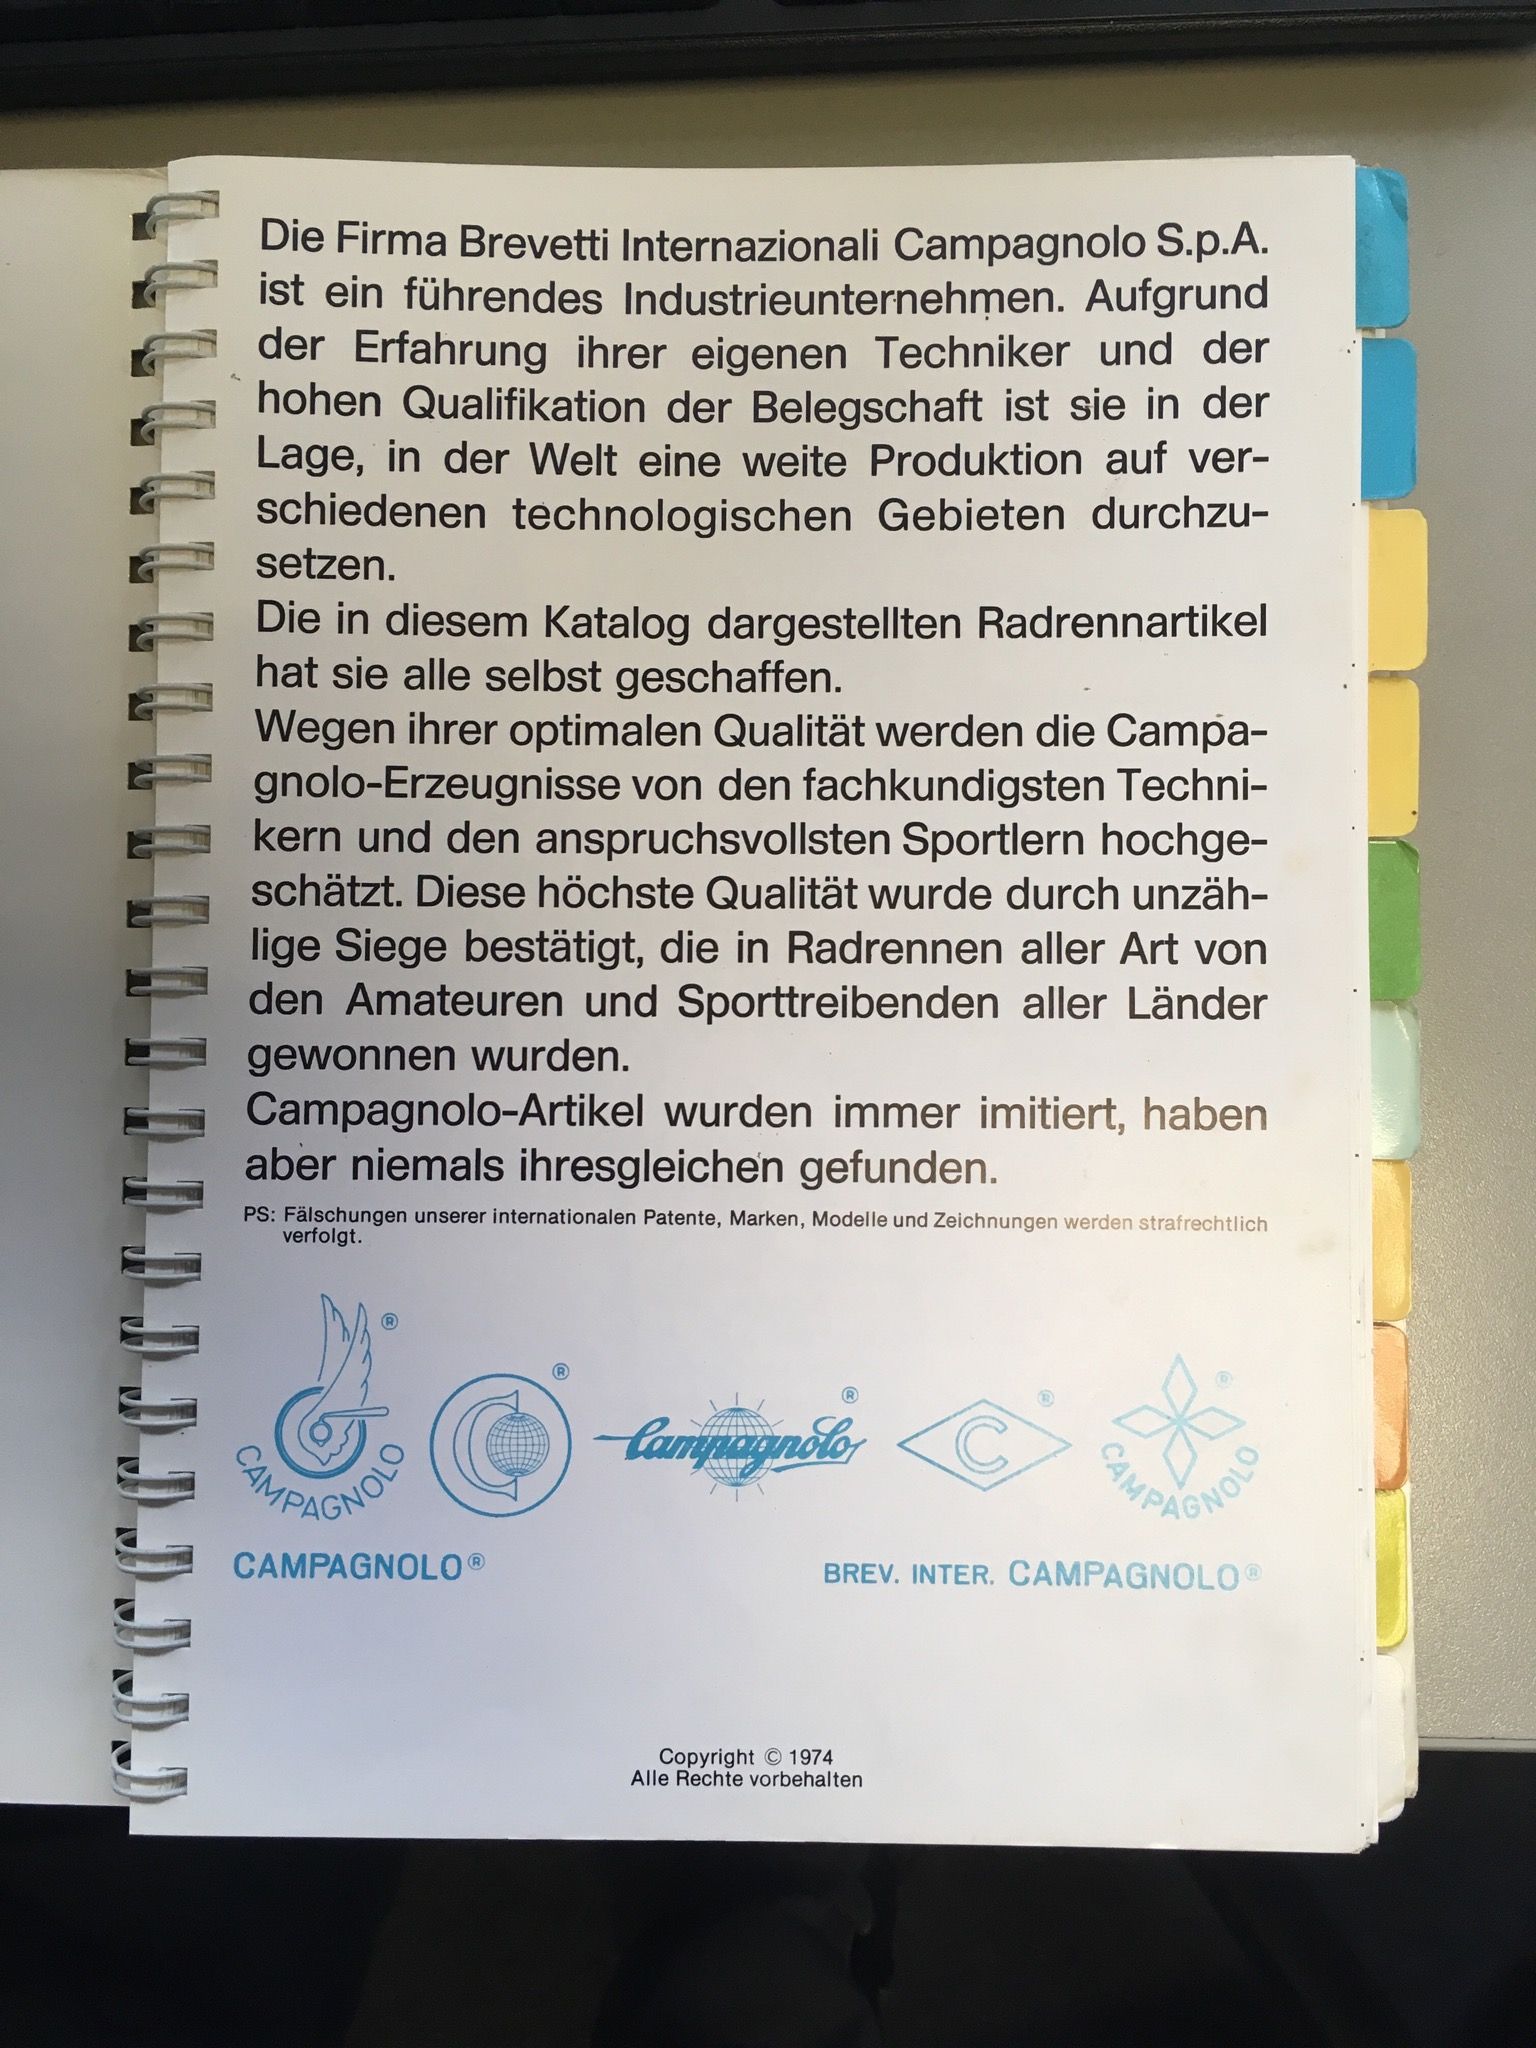 Die Firma Brevetti Internazionali Campagnolo S.p.A.
ist ein führendes Industrieunternehmen. Aufgrund
der Erfahrung ihrer eigenen Techniker und der
hohen Qualifikation der Belegschaft ist sie in der
Lage, in der Welt eine weite Produktion auf ver-
schiedenen technologischen Gebieten durchzu-
setzen.
Die in diesem Katalog dargestellten Radrennartikel
hat sie alle selbst geschaffen.
Wegen ihrer optimalen Qualität werden die Campa-
gnolo-Erzeugnisse von den fachkundigsten Techni-
kern und den anspruchsvollsten Sportlern hochge-
schätzt. Diese höchste Qualität wurde durch unzäh-
lige Siege bestätigt, die in Radrennen aller Art von
den Amateuren und Sporttreibenden aller Länder
gewonnen wurden.
Campagnolo-Artikel wurden immer imitiert, haben
aber niemals ihresgleichen gefunden.
PS: Fälschungen unserer internationalen Patente, Marken, Modelle und Zeichnungen werden strafrechtlich
verfolgt.
CAMPAGNOLO ®
C ®
Campagnolo ®
C ®
CAMPAGNOLO ®
CAMPAGNOLO ®
BREV. INTER. CAMPAGNOLO ®
Copyright © 1974
Alle Rechte vorbehalten